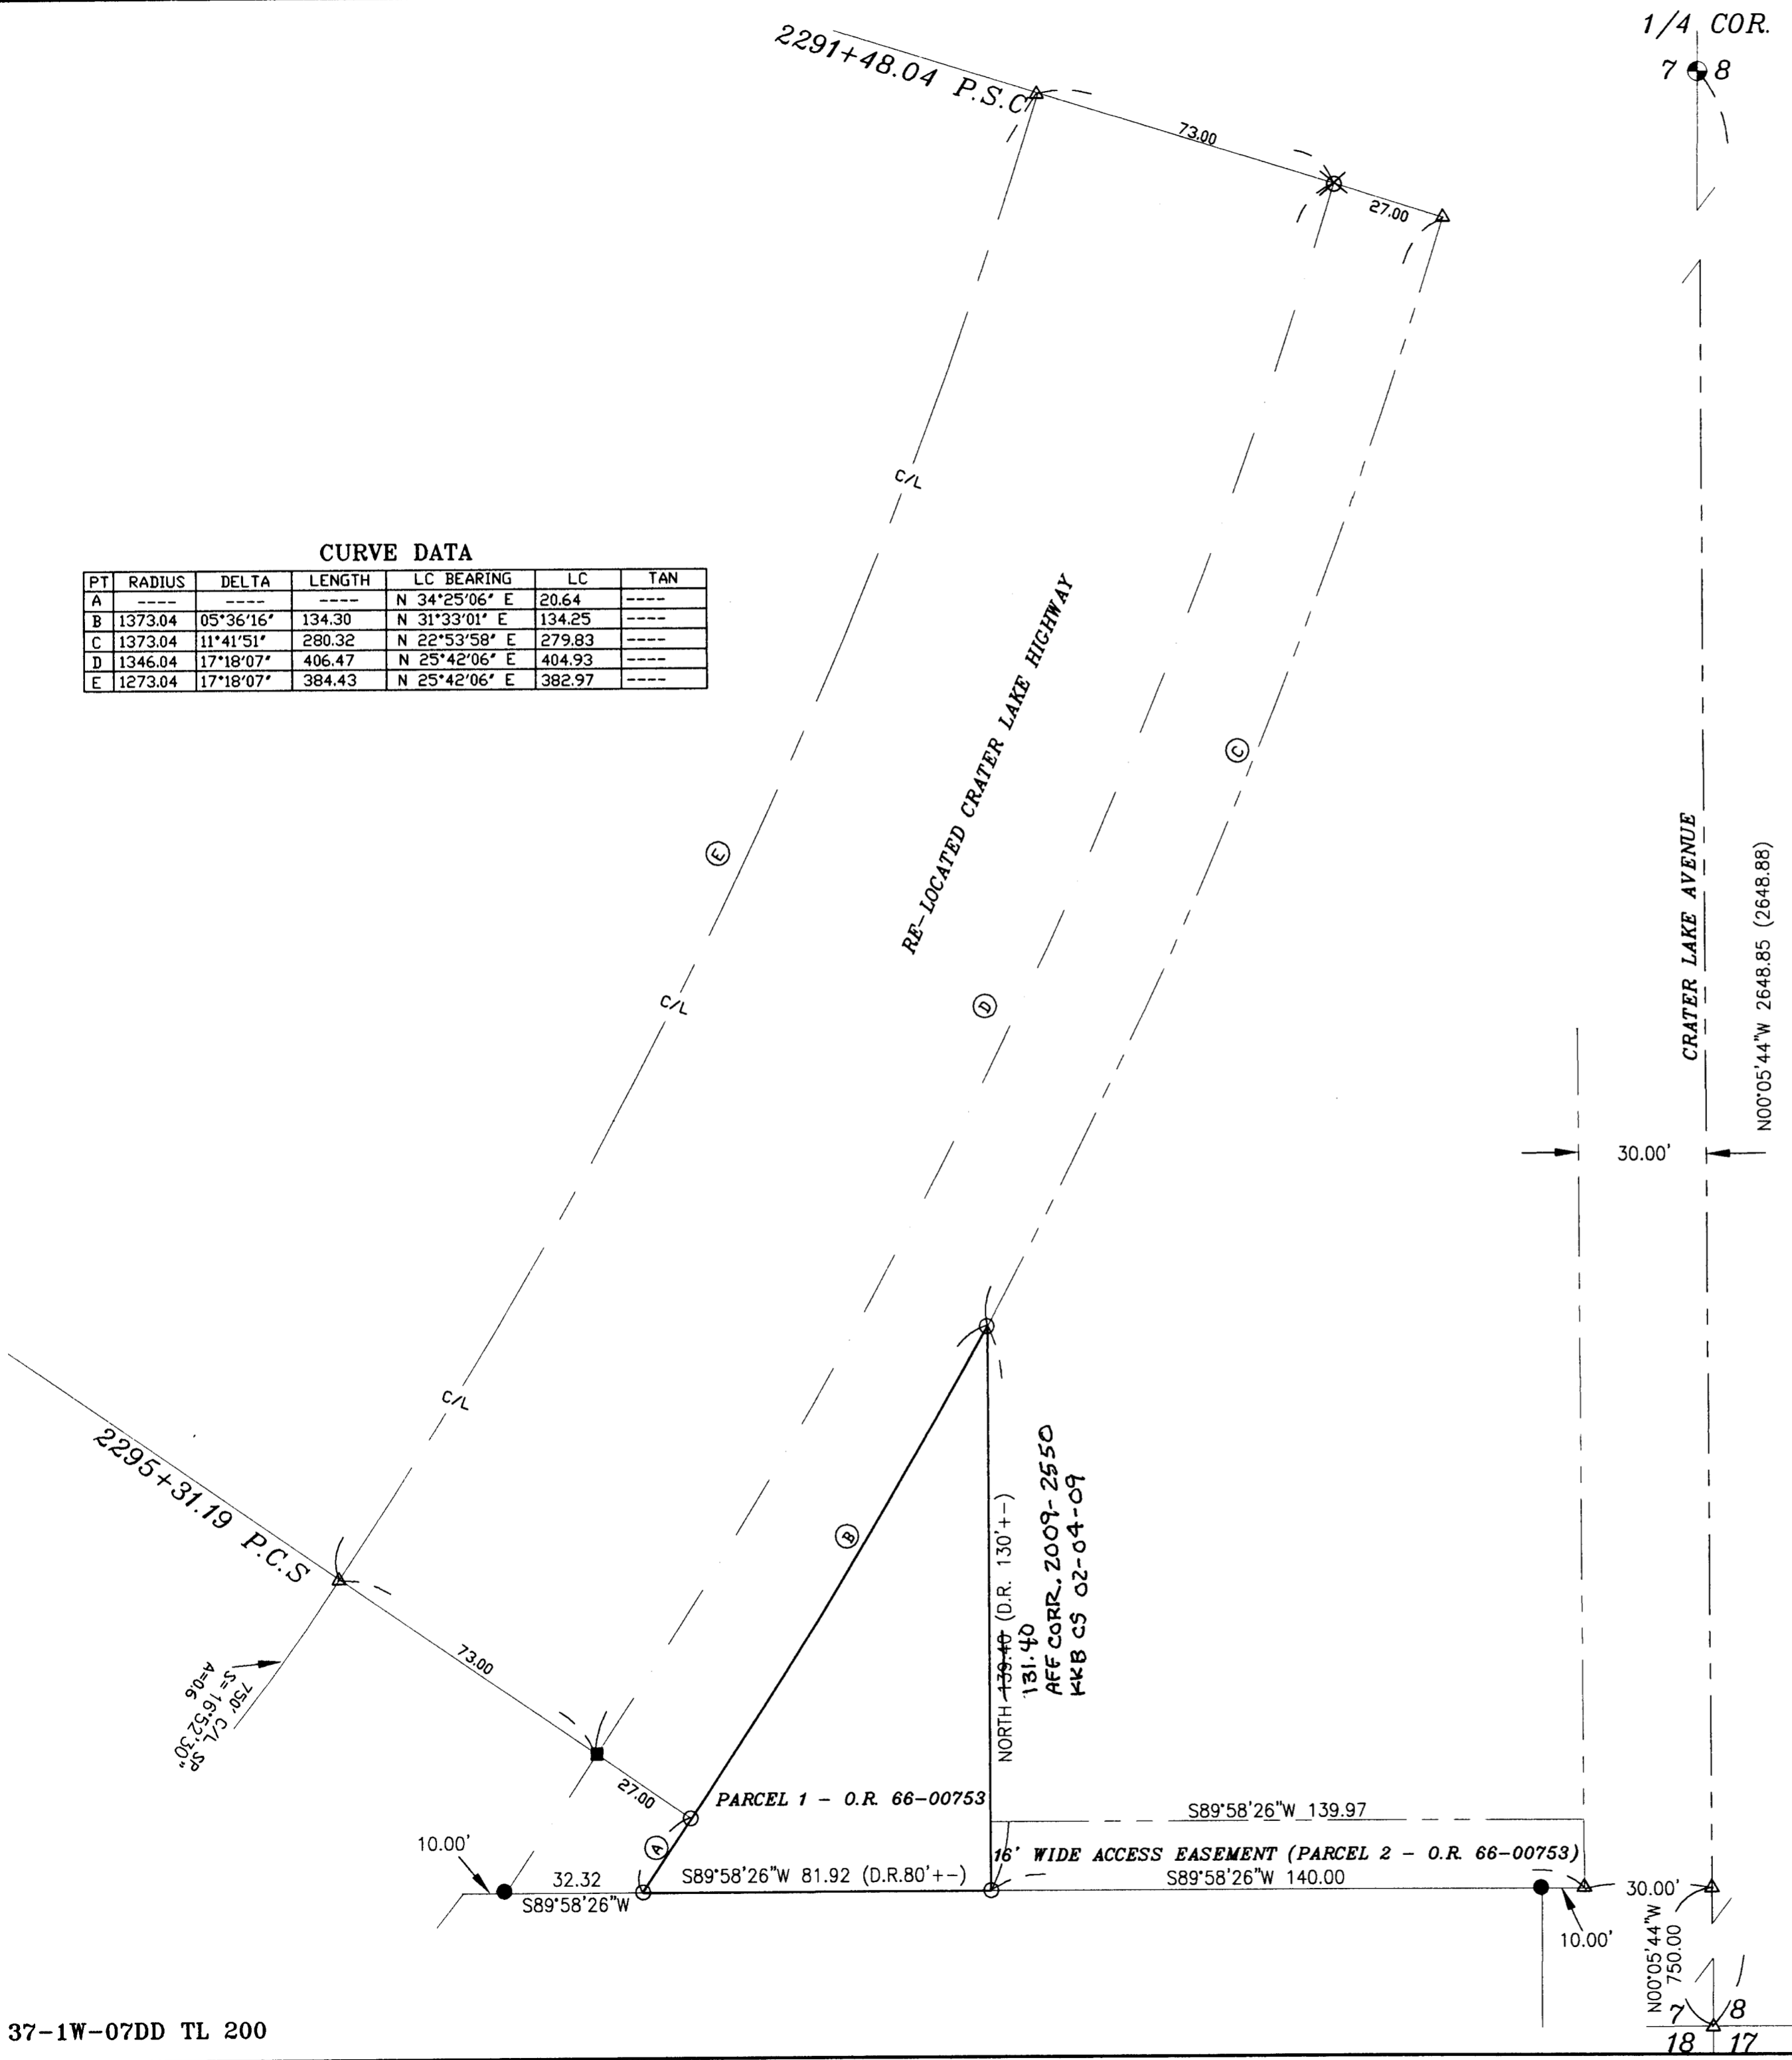 1/4 COR.
7 8
2291+48.04 P.S.C
73.00
27.00
C/L
CURVE DATA
PT RADIUS DELTA LENGTH LC BEARING LC TAN
A ---- ---- ---- N 34°25'06" E 20.64 ----
B 1373.04 05°36'16" 134.30 N 31°33'01" E 134.25 ----
C 1373.04 11°41'51" 280.32 N 22°53'58" E 279.83 ----
D 1346.04 17°18'07" 406.47 N 25°42'06" E 404.93 ----
E 1273.04 17°18'07" 384.43 N 25°42'06" E 382.97 ----
RE-LOCATED CRATER LAKE HIGHWAY
C
E
D
C/L
CRATER LAKE AVENUE
N00°05'44"W 2648.85 (2648.88)
30.00'
C/L
2295+31.19 P.C.S
B
NORTH 139.40 (D.R. 130'+-)
131.40
AFF CORR. 2009-2550
KKB CS 02-04-09
73.00
750' C/L SP
S= 16°52'30"
A=0.6
27.00
PARCEL 1 - O.R. 66-00753
S89°58'26"W 139.97
A
10.00'
16' WIDE ACCESS EASEMENT (PARCEL 2 - O.R. 66-00753)
32.32
S89°58'26"W
S89°58'26"W 81.92 (D.R.80'+-)
S89°58'26"W 140.00
30.00'
10.00'
N00°05'44"W
750.00
7 8
18 17
37-1W-07DD TL 200